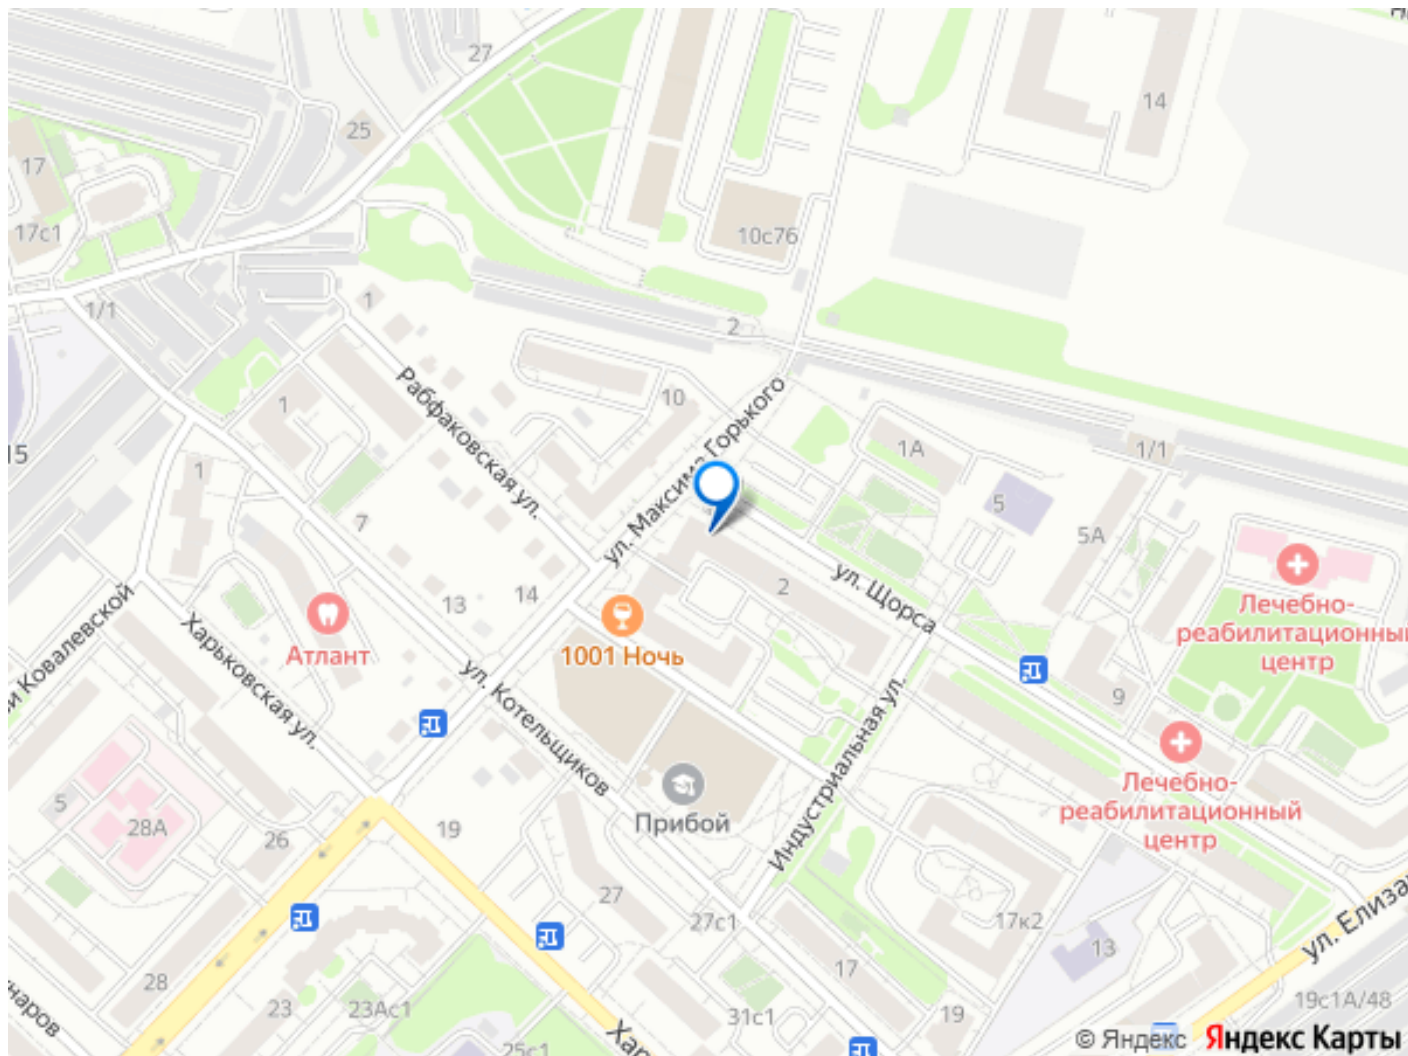 27
14
25
17
17с1
10с76
1
1/1
2
Рабфаковская ул.
ул. Максима Горького
10
1
1А
1/1
15
1
5
7
5А
2
ул. Щорса
Лечебно-
реабилитационный
центр
14
13
1001 Ночь
Атлант
и Ковалевской
Харьковская ул.
ул. Котельщиков
Индустриальная ул.
9
Лечебно-
реабилитационный
центр
5
28А
26
19
Прибой
27
27с1
17к2
13
17
ул. Елиза
28
23
23Ас1
31с1
19
19с1А/48
наров
25с1
Хар
© Яндекс Яндекс Карты